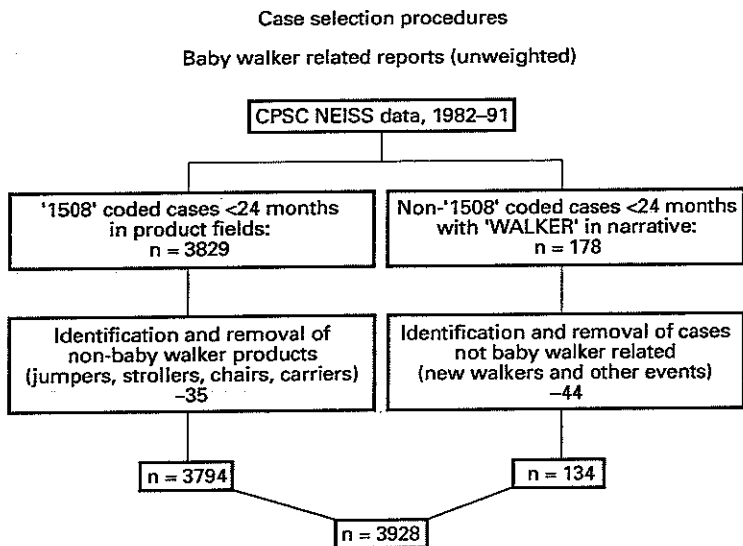 Case selection procedures
Baby walker related reports (unweighted)
CPSC NEISS data, 1982–91
'1508' coded cases <24 months
in product fields:
n = 3829
Non-'1508' coded cases <24 months
with 'WALKER' in narrative:
n = 178
Identification and removal of
non-baby walker products
(jumpers, strollers, chairs, carriers)
–35
Identification and removal of cases
not baby walker related
(new walkers and other events)
–44
n = 3794
n = 134
n = 3928